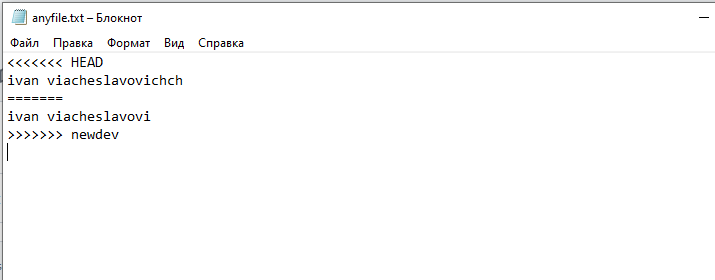 anyfile.txt – Блокнот
Файл Правка Формат Вид Справка
<<<<<<< HEAD
ivan viacheslavovichch
=======
ivan viacheslavovi
>>>>>>> newdev